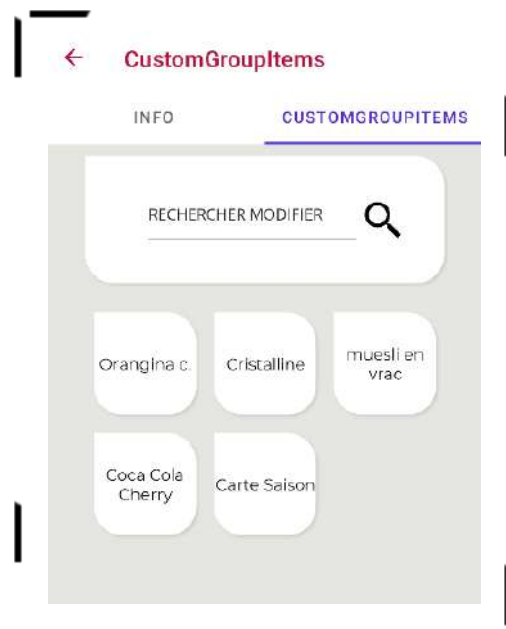 CustomGroupItems
INFO CUSTOMGROUPITEMS
RECHERCHER MODIFIER
Orangina c. Cristalline muesli en
vrac
Coca Cola
Cherry Carte Saison